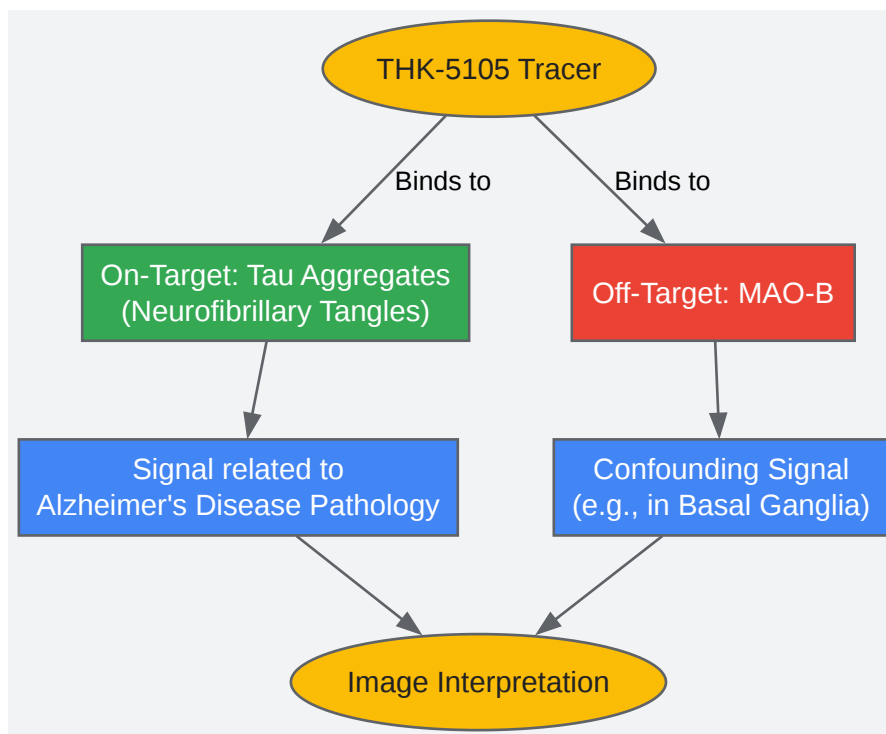 THK-5105 Tracer
Binds to
Binds to
On-Target: Tau Aggregates
(Neurofibrillary Tangles)
Off-Target: MAO-B
Signal related to
Alzheimer's Disease Pathology
Confounding Signal
(e.g., in Basal Ganglia)
Image Interpretation